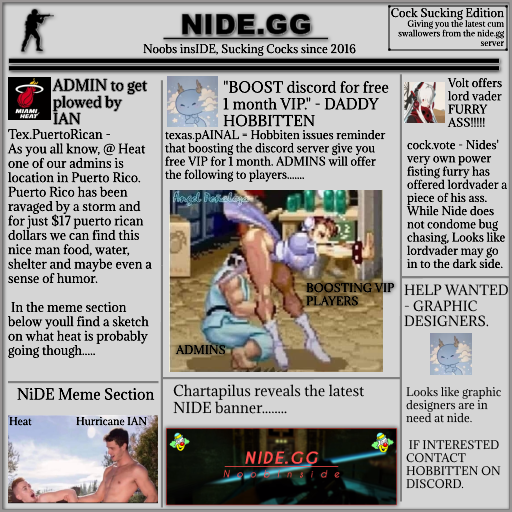 NIDE.GG
Noobs insIDE, Sucking Cocks since 2016
Cock Sucking Edition
Giving you the latest cum
swallowers from the nide.gg
server
MIAMI
HEAT
ADMIN to get
plowed by
IAN
Tex.PuertoRican -
As you all know, @ Heat
one of our admins is
location in Puerto Rico.
Puerto Rico has been
ravaged by a storm and
for just $17 puerto rican
dollars we can find this
nice man food, water,
shelter and maybe even a
sense of humor.
In the meme section
below youll find a sketch
on what heat is probably
going though.....
NiDE Meme Section
Heat
Hurricane IAN
"BOOST discord for free
1 month VIP." - DADDY
HOBBITTEN
texas.pAINAL = Hobbiten issues reminder
that boosting the discord server give you
free VIP for 1 month. ADMINS will offer
the following to players.......
BOOSTING VIP
PLAYERS
ADMINS
Chartapilus reveals the latest
NIDE banner........
NIDE.GG
Noobinside
Volt offers
lord vader
FURRY
ASS!!!!!
cock.vote - Nides'
very own power
fisting furry has
offered lordvader a
piece of his ass.
While Nide does
not condome bug
chasing, Looks like
lordvader may go
in to the dark side.
HELP WANTED
- GRAPHIC
DESIGNERS.
Looks like graphic
designers are in
need at nide.
IF INTERESTED
CONTACT
HOBBITTEN ON
DISCORD.